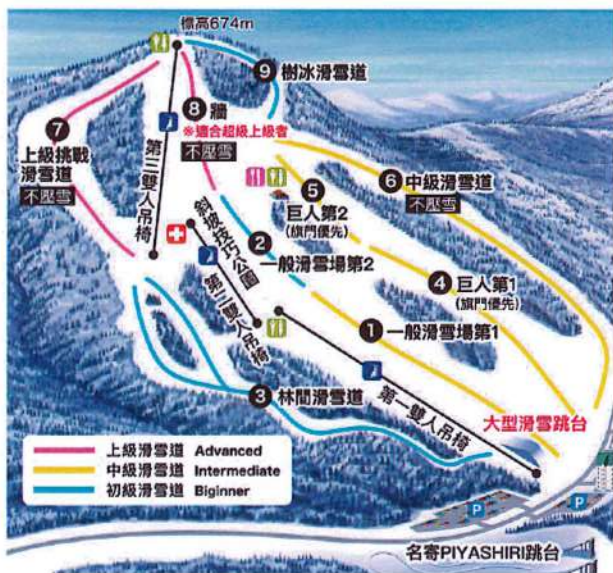 標高674m
9 樹冰滑雪道
8 牆
※適合超級上級者
不壓雪
7
上級挑戰
滑雪道
不壓雪
第三雙人吊椅
6 中級滑雪道
不壓雪
5
巨人第2
(旗門優先)
斜坡技巧公園
2
一般滑雪場第2
第二雙人吊椅
4 巨人第1
(旗門優先)
1 一般滑雪場第1
3 林間滑雪道
第一雙人吊椅
大型滑雪跳台
上級滑雪道 Advanced
中級滑雪道 Intermediate
初級滑雪道 Biginner
P
P
名寄PIYASHIRI跳台